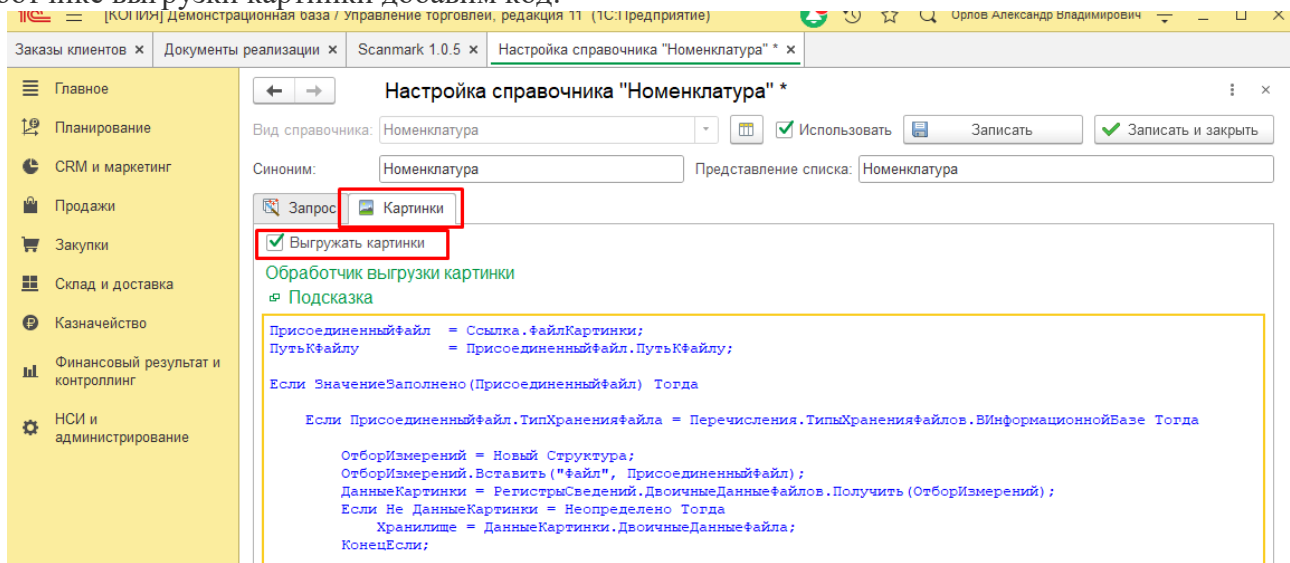 ботчике выгрузки картинки добавим код:
[КОПИЯ] Демонстрационная база / Управление торговлей, редакция 11 (1С:Предприятие)
Орлов Александр Владимирович
Заказы клиентов × Документы реализации × Scanmark 1.0.5 × Настройка справочника "Номенклатура" * ×
Главное
Планирование
CRM и маркетинг
Продажи
Закупки
Склад и доставка
Казначейство
Финансовый результат и
контроллинг
НСИ и
администрирование
Настройка справочника "Номенклатура" *
Вид справочника: Номенклатура Использовать Записать Записать и закрыть
Синоним: Номенклатура Представление списка: Номенклатура
Запрос Картинки
Выгружать картинки
Обработчик выгрузки картинки
Подсказка
ПрисоединенныйФайл = Ссылка.ФайлКартинки;
ПутьКФайлу = ПрисоединенныйФайл.ПутьКФайлу;
Если ЗначениеЗаполнено(ПрисоединенныйФайл) Тогда
Если ПрисоединенныйФайл.ТипХраненияФайла = Перечисления.ТипыХраненияФайлов.ВИнформационнойБазе Тогда
ОтборИзмерений = Новый Структура;
ОтборИзмерений.Вставить("Файл", ПрисоединенныйФайл);
ДанныеКартинки = РегистрыСведений.ДвоичныеДанныеФайлов.Получить(ОтборИзмерений);
Если Не ДанныеКартинки = Неопределено Тогда
Хранилище = ДанныеКартинки.ДвоичныеДанныеФайла;
КонецЕсли;